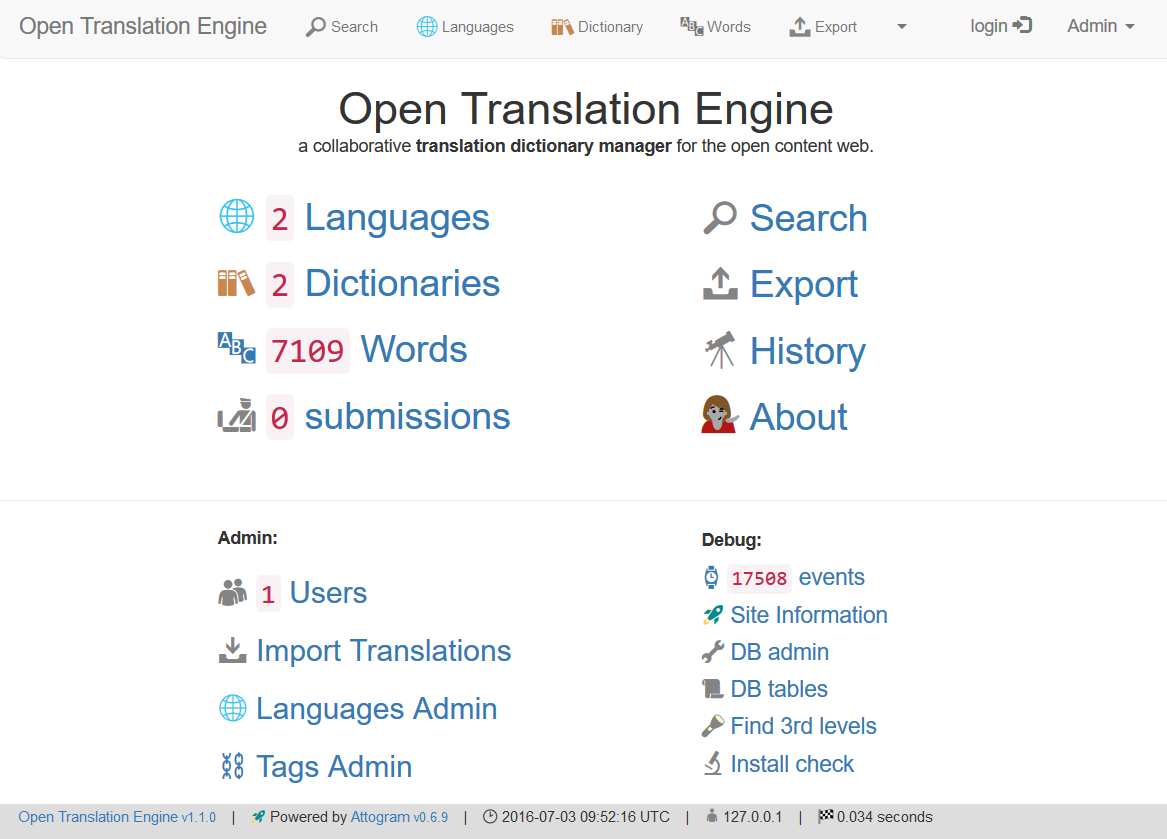 Open Translation Engine Search Languages Dictionary Words Export login Admin
Open Translation Engine
a collaborative translation dictionary manager for the open content web.
2 Languages
2 Dictionaries
ABC 7109 Words
0 submissions
Search
Export
History
About
Admin:
1 Users
Import Translations
Languages Admin
Tags Admin
Debug:
17508 events
Site Information
DB admin
DB tables
Find 3rd levels
Install check
Open Translation Engine v1.1.0 | Powered by Attogram v0.6.9 | 2016-07-03 09:52:16 UTC | 127.0.0.1 | 0.034 seconds